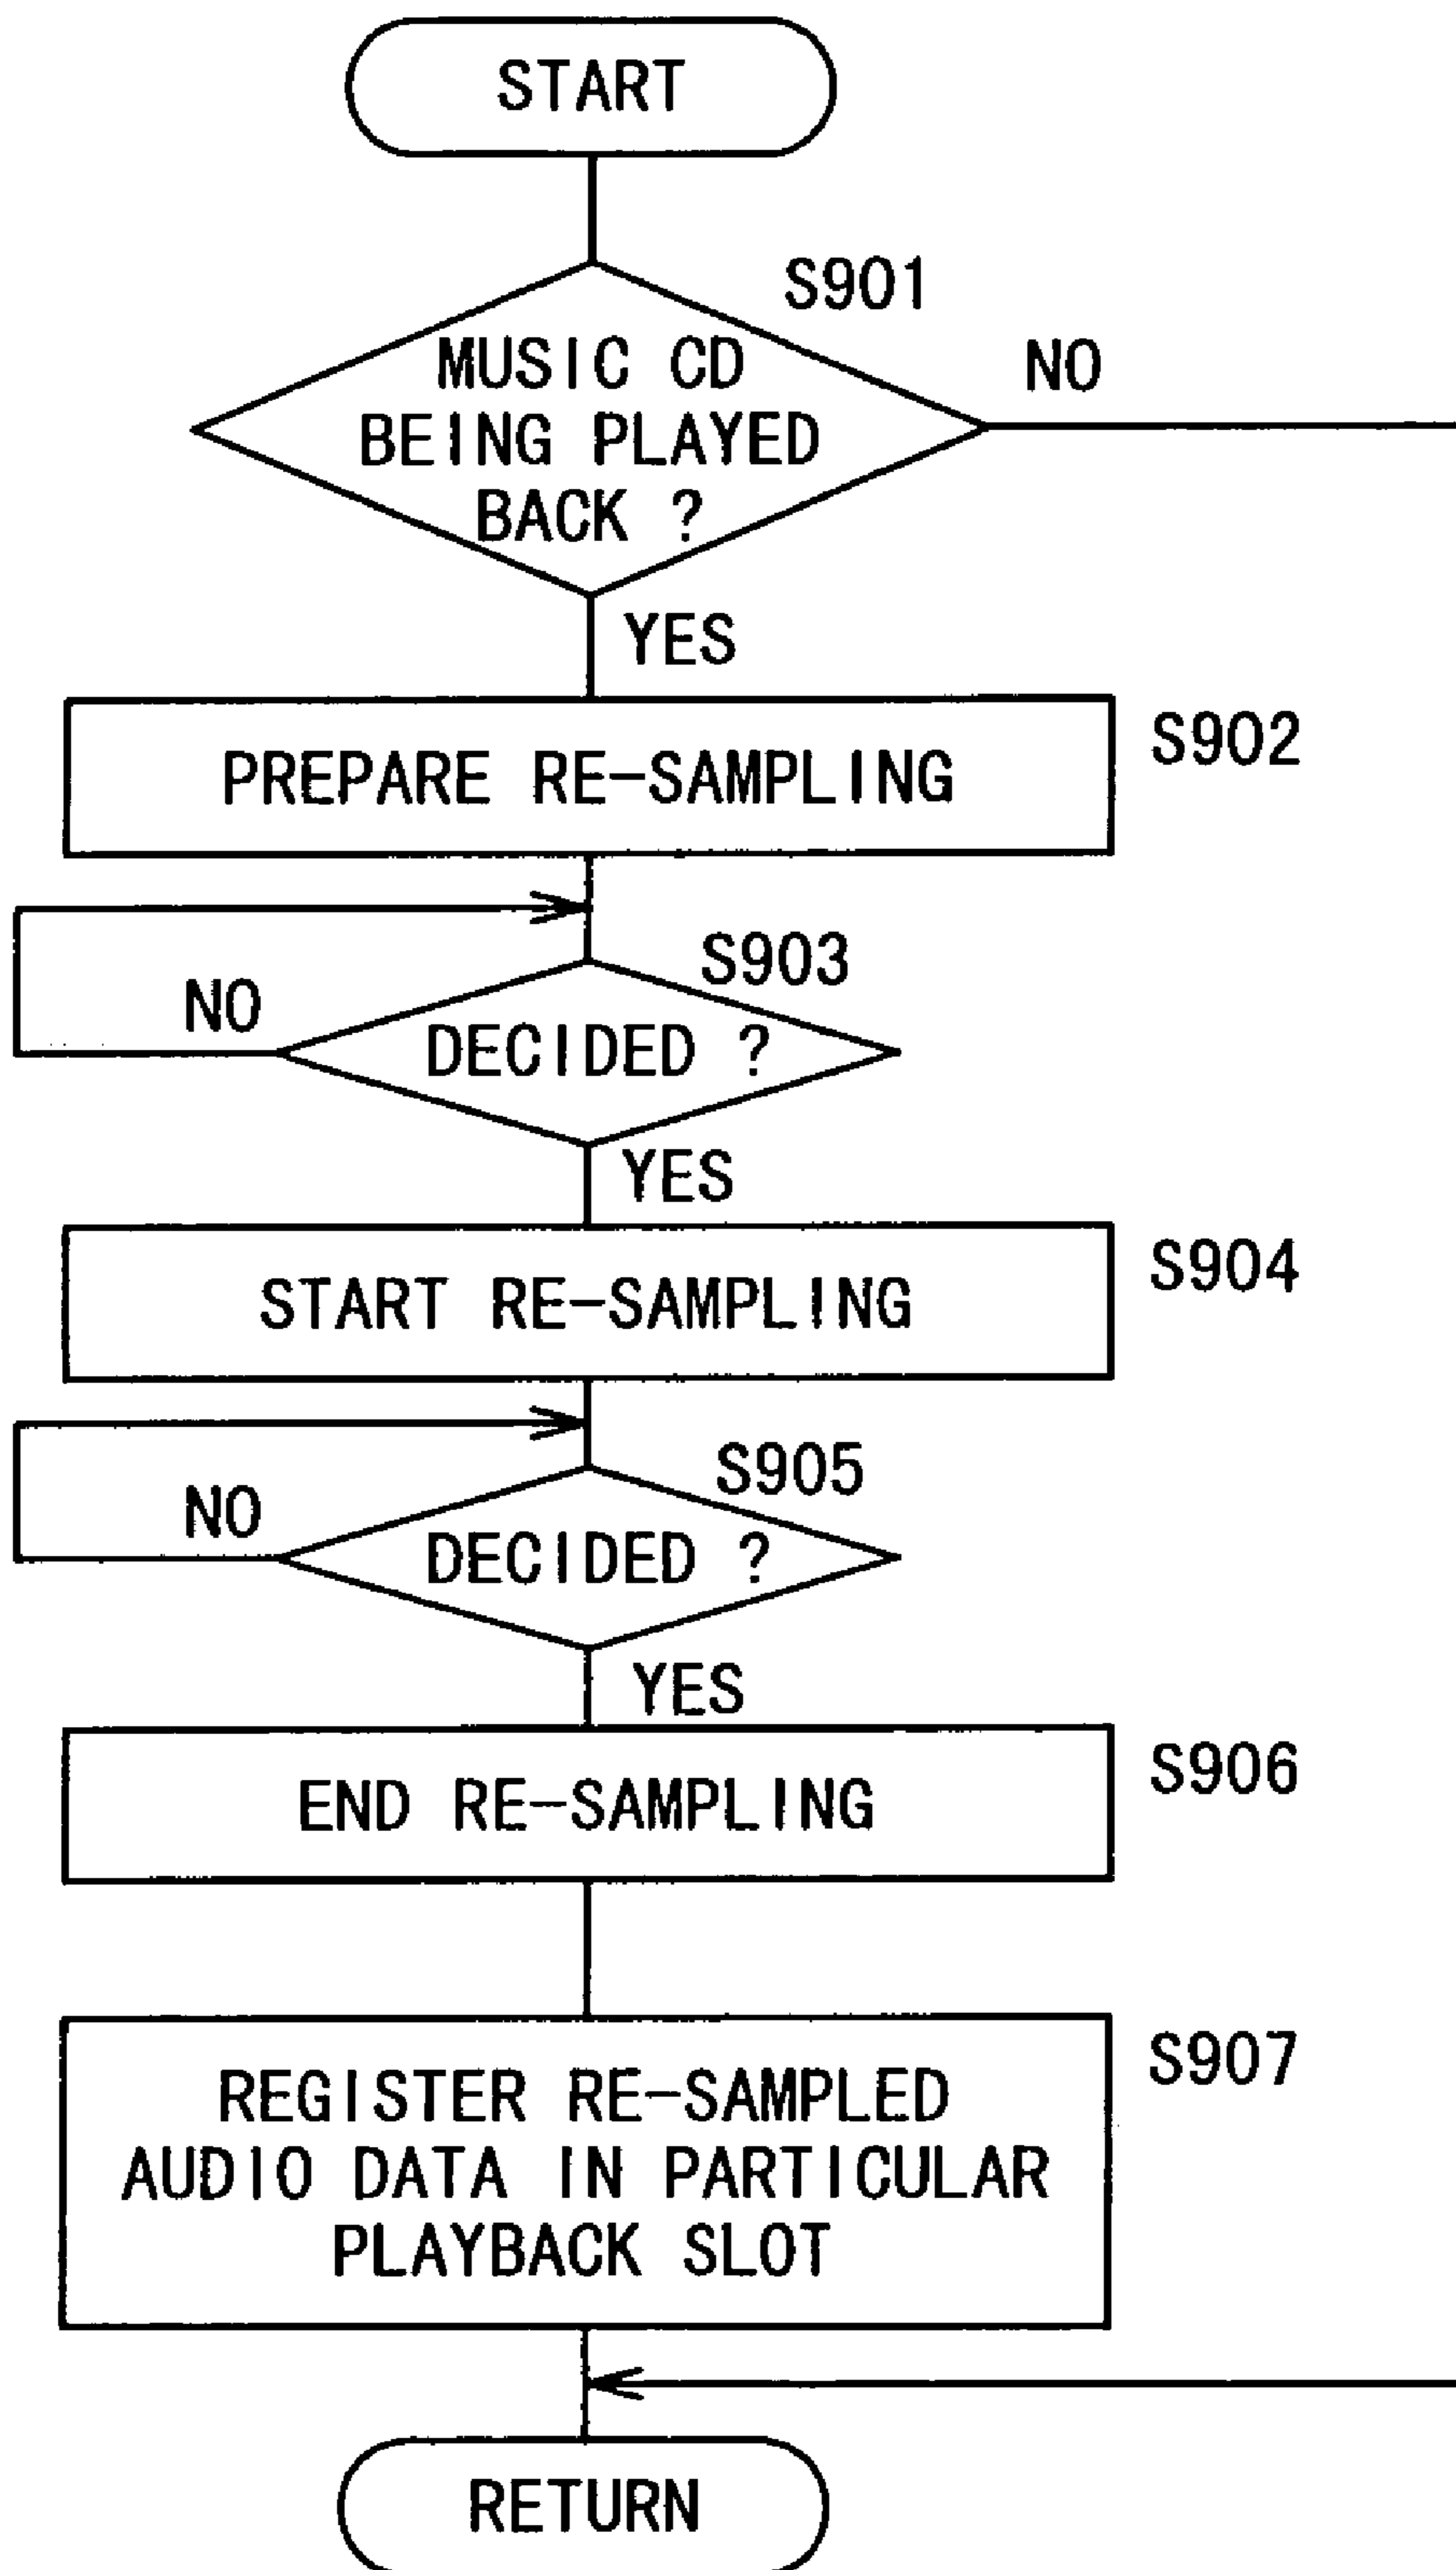 START
S901
MUSIC CD
BEING PLAYED
BACK ?
NO
YES
PREPARE RE-SAMPLING
S902
S903
NO
DECIDED ?
YES
START RE-SAMPLING
S904
S905
NO
DECIDED ?
YES
END RE-SAMPLING
S906
REGISTER RE-SAMPLED
AUDIO DATA IN PARTICULAR
PLAYBACK SLOT
S907
RETURN